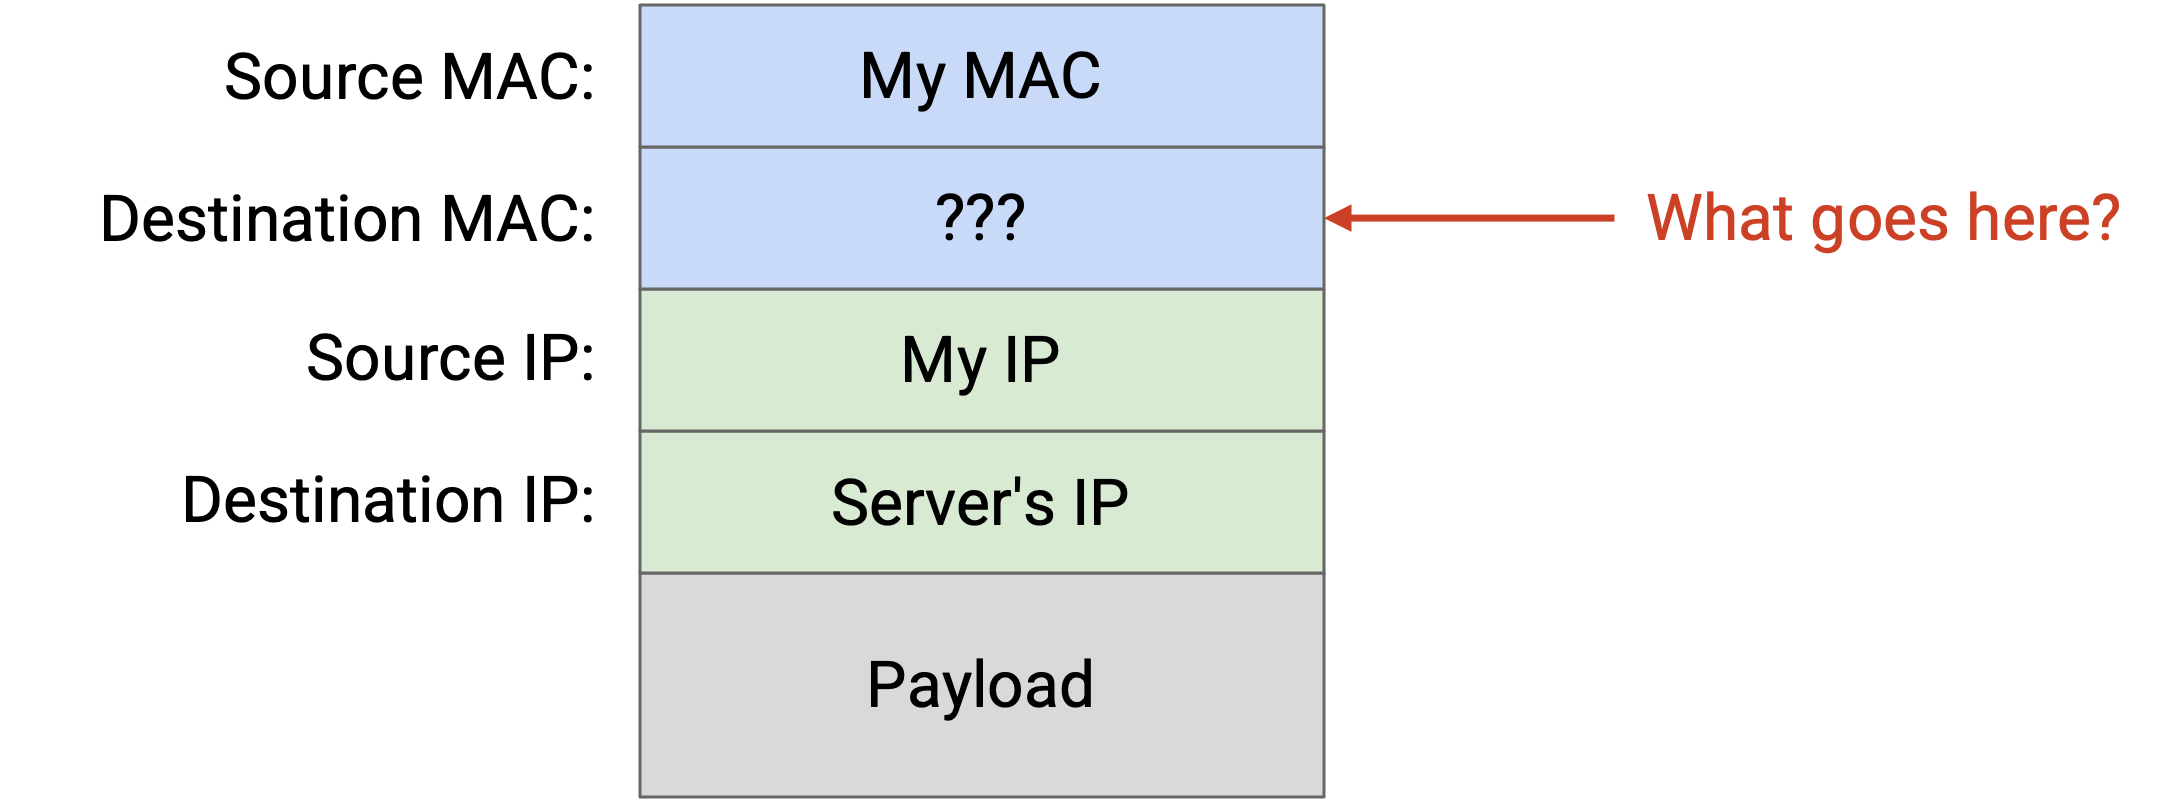 Source MAC: My MAC
Destination MAC: ??? What goes here?
Source IP: My IP
Destination IP: Server's IP
Payload